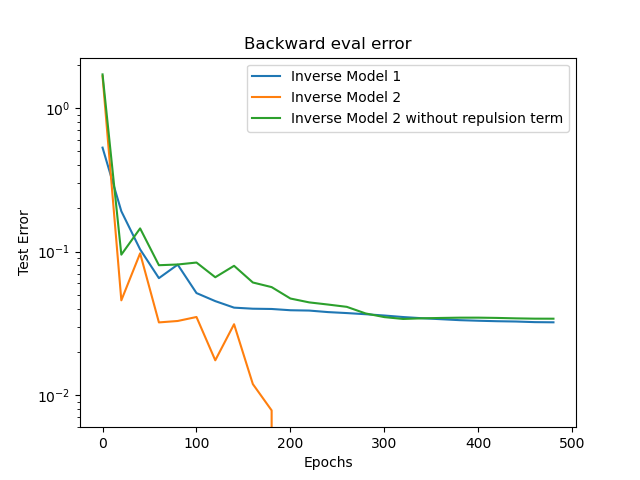 Backward eval error
Inverse Model 1
Inverse Model 2
Inverse Model 2 without repulsion term
Test Error
10⁰
10⁻¹
10⁻²
0 100 200 300 400 500
Epochs